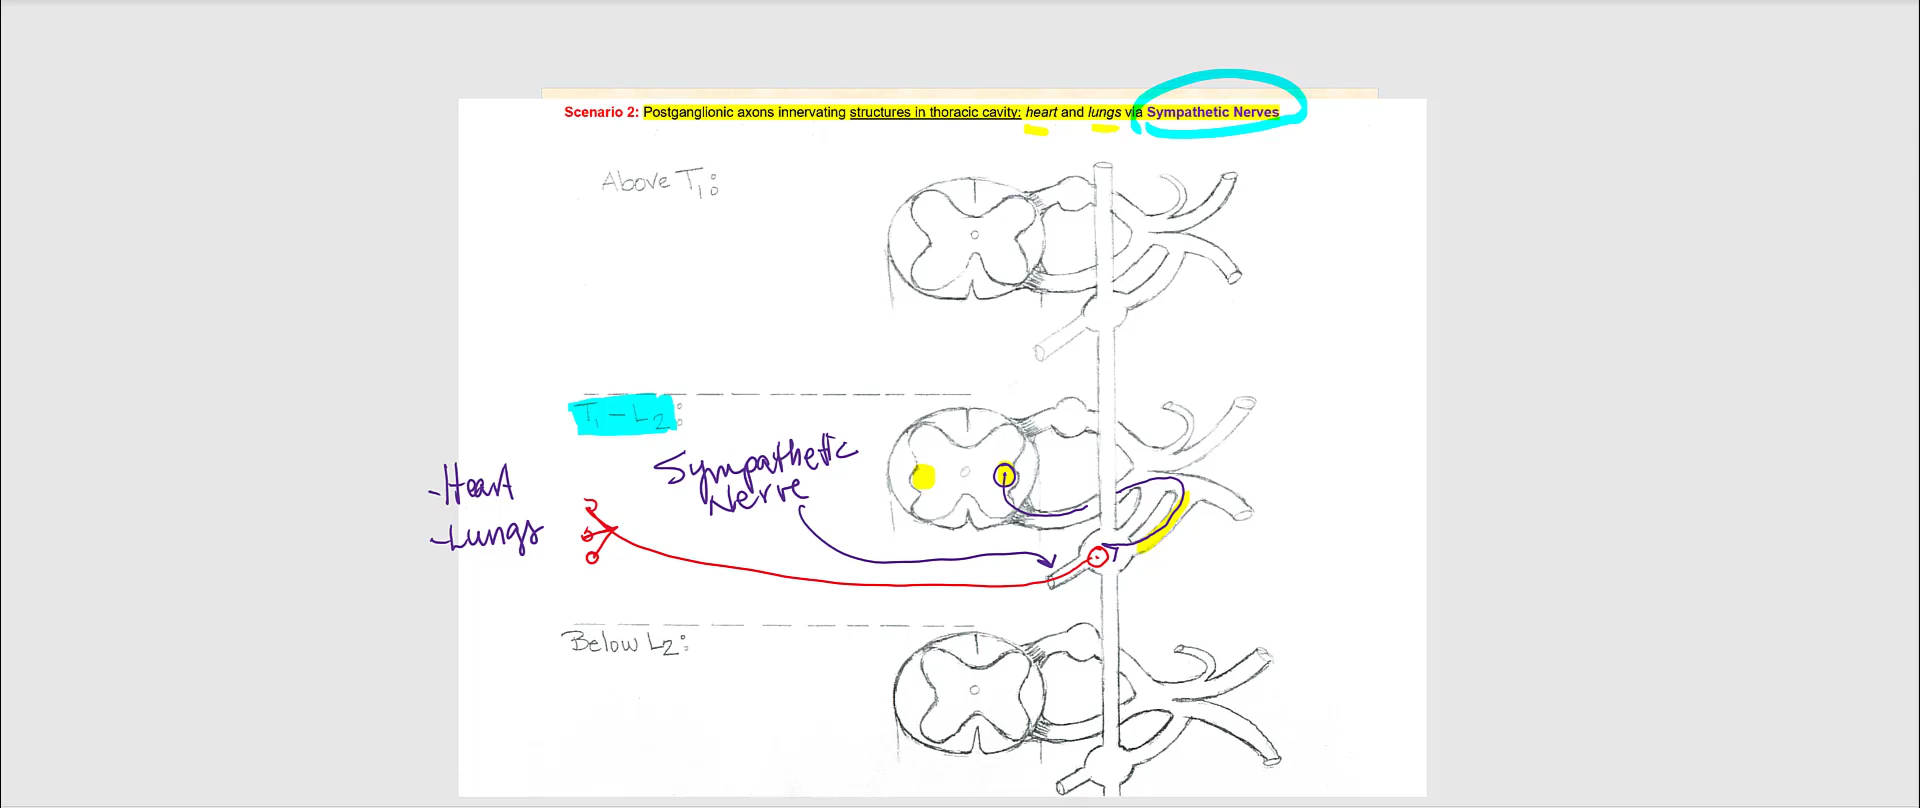 Scenario 2: Postganglionic axons innervating structures in thoracic cavity: heart and lungs via Sympathetic Nerves
Above T1:
T1 - L2:
Sympathetic
Nerve
-Heart
-Lungs
Below L2: